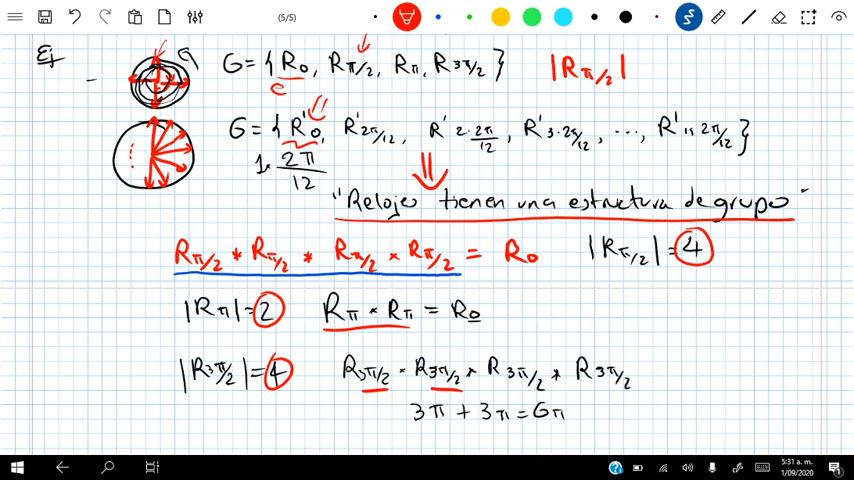 (5/5)
Ej
G = { R0, Rπ/2, Rπ, R3π/2 } |Rπ/2|
e
G = { R'0, R'2π/12, R'2·2π/12, R'3·2π/12, ..., R'11 2π/12 }
1· 2π/12
⇓
"Relojes tienen una estructura de grupo"
Rπ/2 * Rπ/2 * Rπ/2 * Rπ/2 = R0 |Rπ/2| = 4
|Rπ| = 2 Rπ * Rπ = R0
|R3π/2| = 4 R3π/2 * R3π/2 * R3π/2 * R3π/2
3π + 3π = 6π
5:31 a. m.
1/09/2020